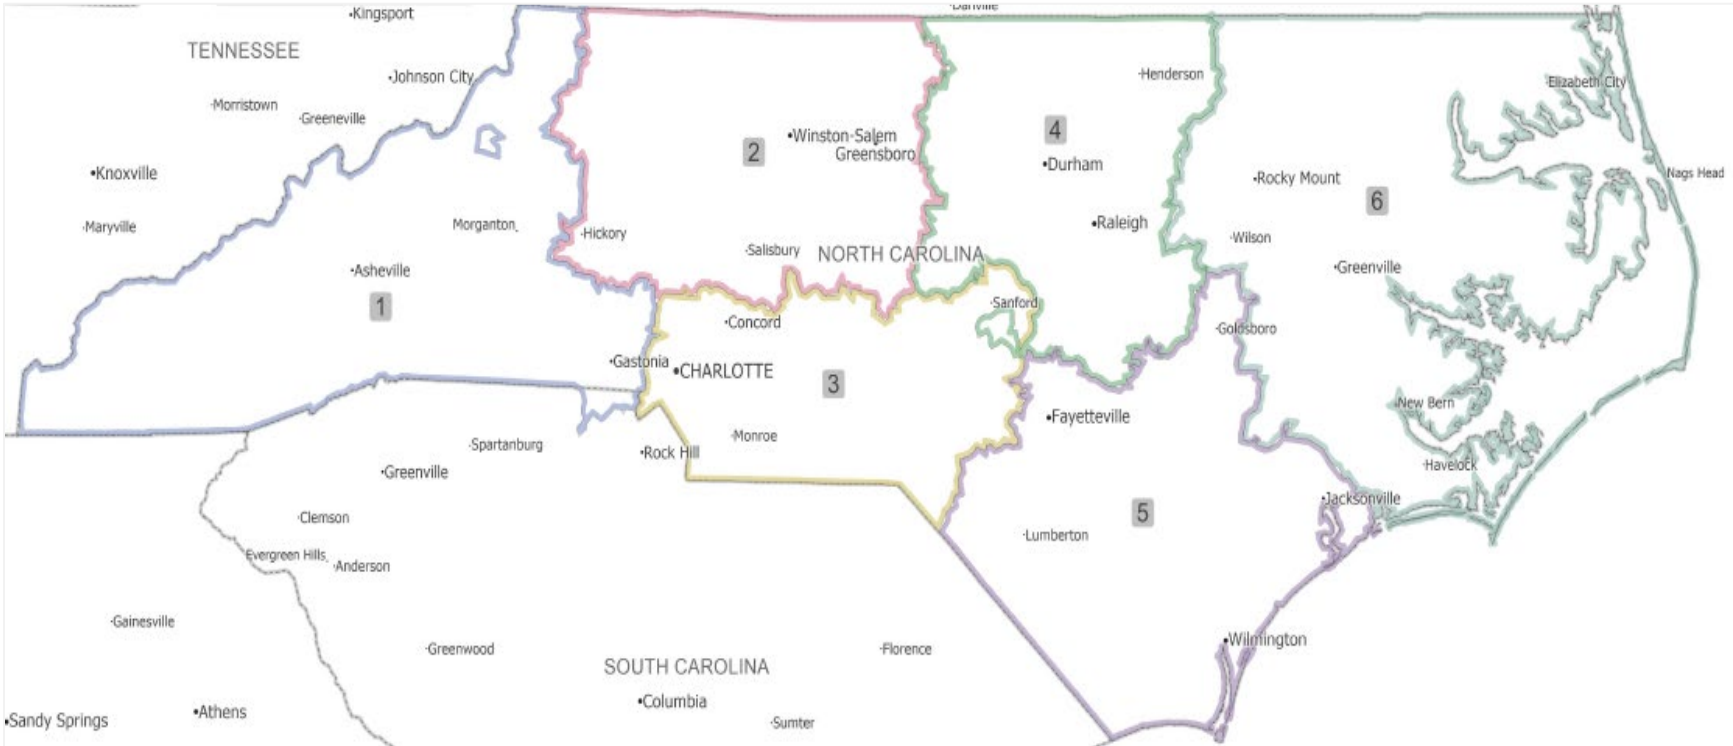 Danville
Kingsport
TENNESSEE
Johnson City
Henderson
Elizabeth City
Morristown
Greeneville
4
Winston-Salem
2
Greensboro
Durham
Knoxville
Nags Head
Rocky Mount
6
Maryville
Morganton
Hickory
Raleigh
Wilson
Salisbury
NORTH CAROLINA
Asheville
Greenville
1
Sanford
Concord
Goldsboro
Gastonia
CHARLOTTE
3
New Bern
Fayetteville
Monroe
Spartanburg
Rock Hill
Havelock
Greenville
Jacksonville
5
Clemson
Lumberton
Evergreen Hills
Anderson
Gainesville
Wilmington
Greenwood
Florence
SOUTH CAROLINA
Columbia
Athens
Sandy Springs
Sumter